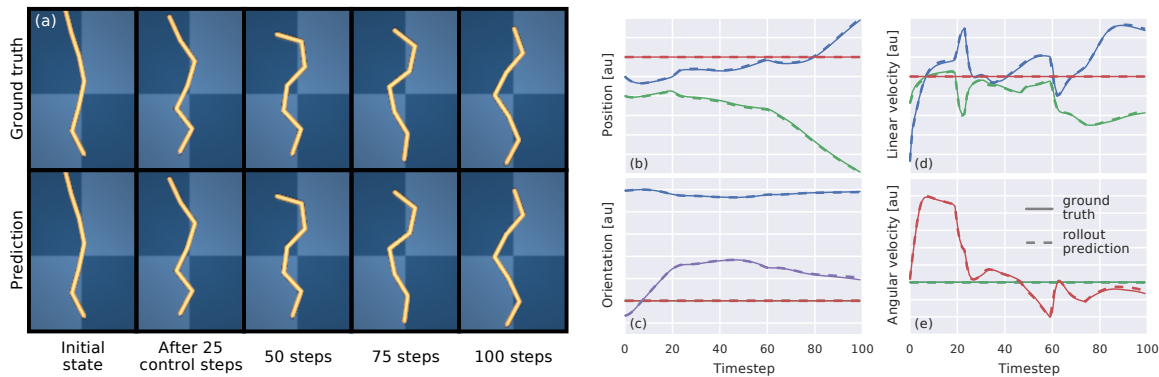 (a)
Ground truth
Prediction
Initial
state
After 25
control steps
50 steps
75 steps
100 steps
Position [au]
(b)
Linear velocity [au]
(d)
Orientation [au]
(c)
0 20 40 60 80 100
Timestep
Angular velocity [au]
ground
truth
rollout
prediction
(e)
0 20 40 60 80 100
Timestep